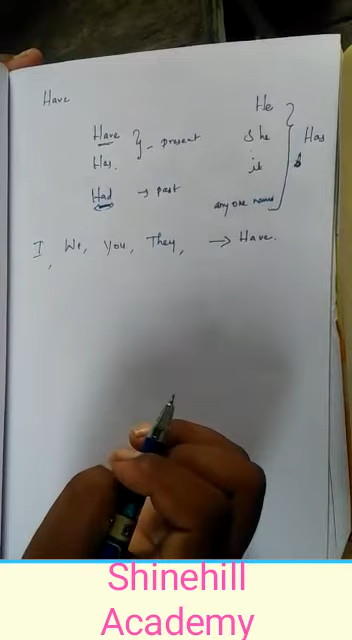 Have
Have } - present
Has.
Had → past
He
She
it
any one name
Has
I, We, you, They, → Have.
Shinehill
Academy